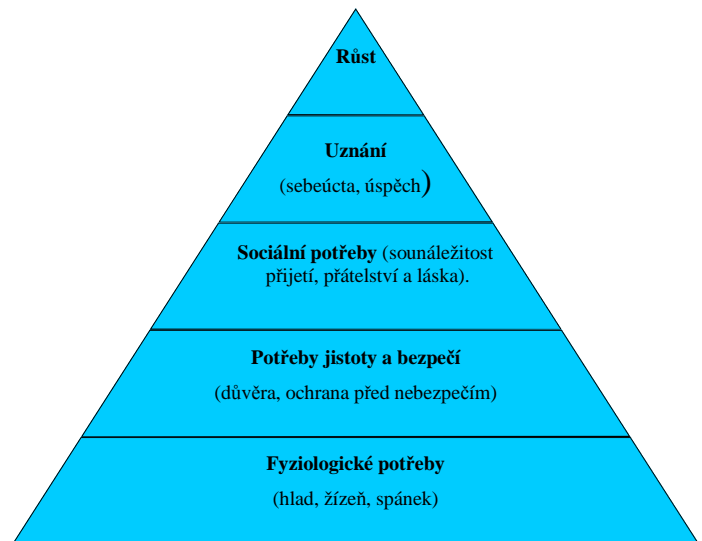 Růst
Uznání
(sebeúcta, úspěch)
Sociální potřeby (sounáležitost
přijetí, přátelství a láska).
Potřeby jistoty a bezpečí
(důvěra, ochrana před nebezpečím)
Fyziologické potřeby
(hlad, žízeň, spánek)